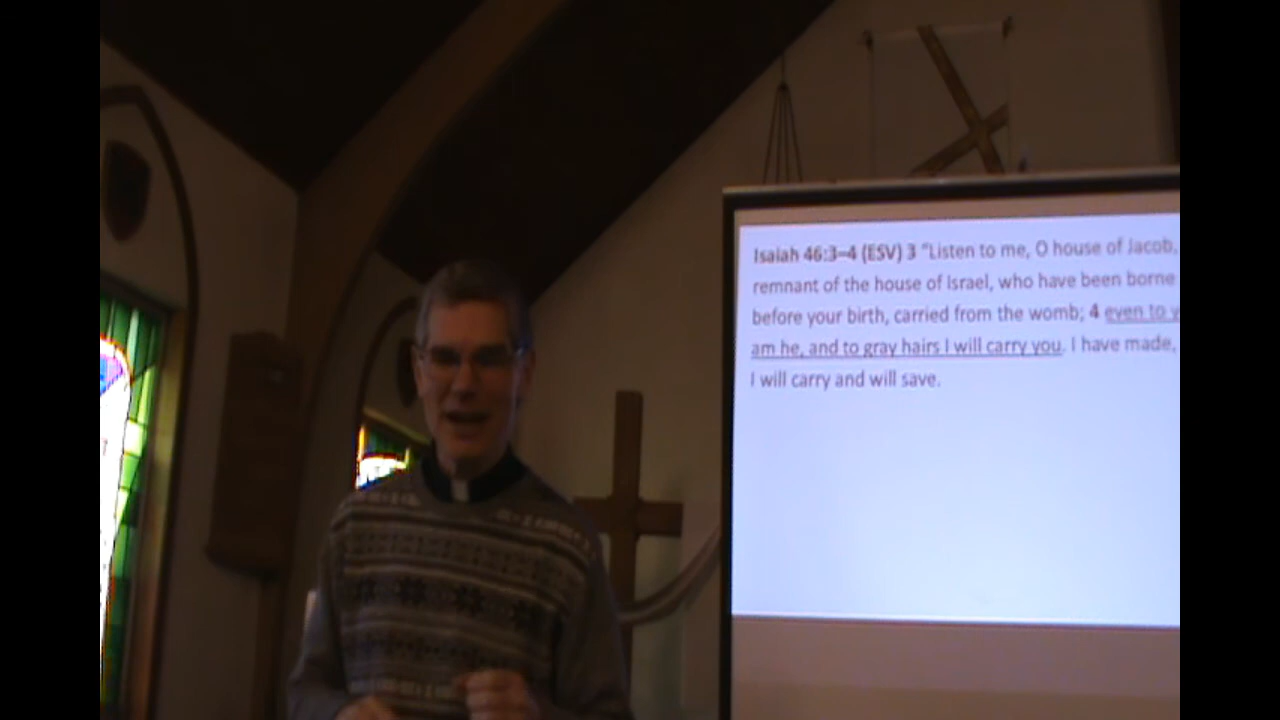 Isaiah 46:3–4 (ESV) 3 “Listen to me, O house of Jacob,
remnant of the house of Israel, who have been borne
before your birth, carried from the womb; 4 even to
am he, and to gray hairs I will carry you. I have made,
I will carry and will save.